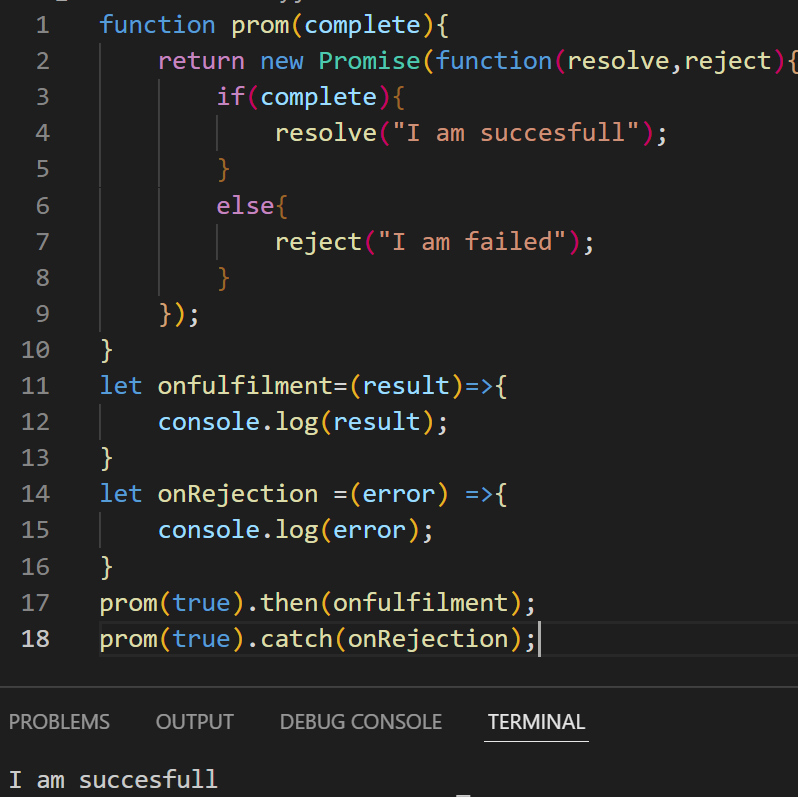 1 function prom(complete){
2 return new Promise(function(resolve,reject){
3 if(complete){
4 resolve("I am succesfull");
5 }
6 else{
7 reject("I am failed");
8 }
9 });
10 }
11 let onfulfilment=(result)=>{
12 console.log(result);
13 }
14 let onRejection =(error) =>{
15 console.log(error);
16 }
17 prom(true).then(onfulfilment);
18 prom(true).catch(onRejection);
PROBLEMS OUTPUT DEBUG CONSOLE TERMINAL
I am succesfull